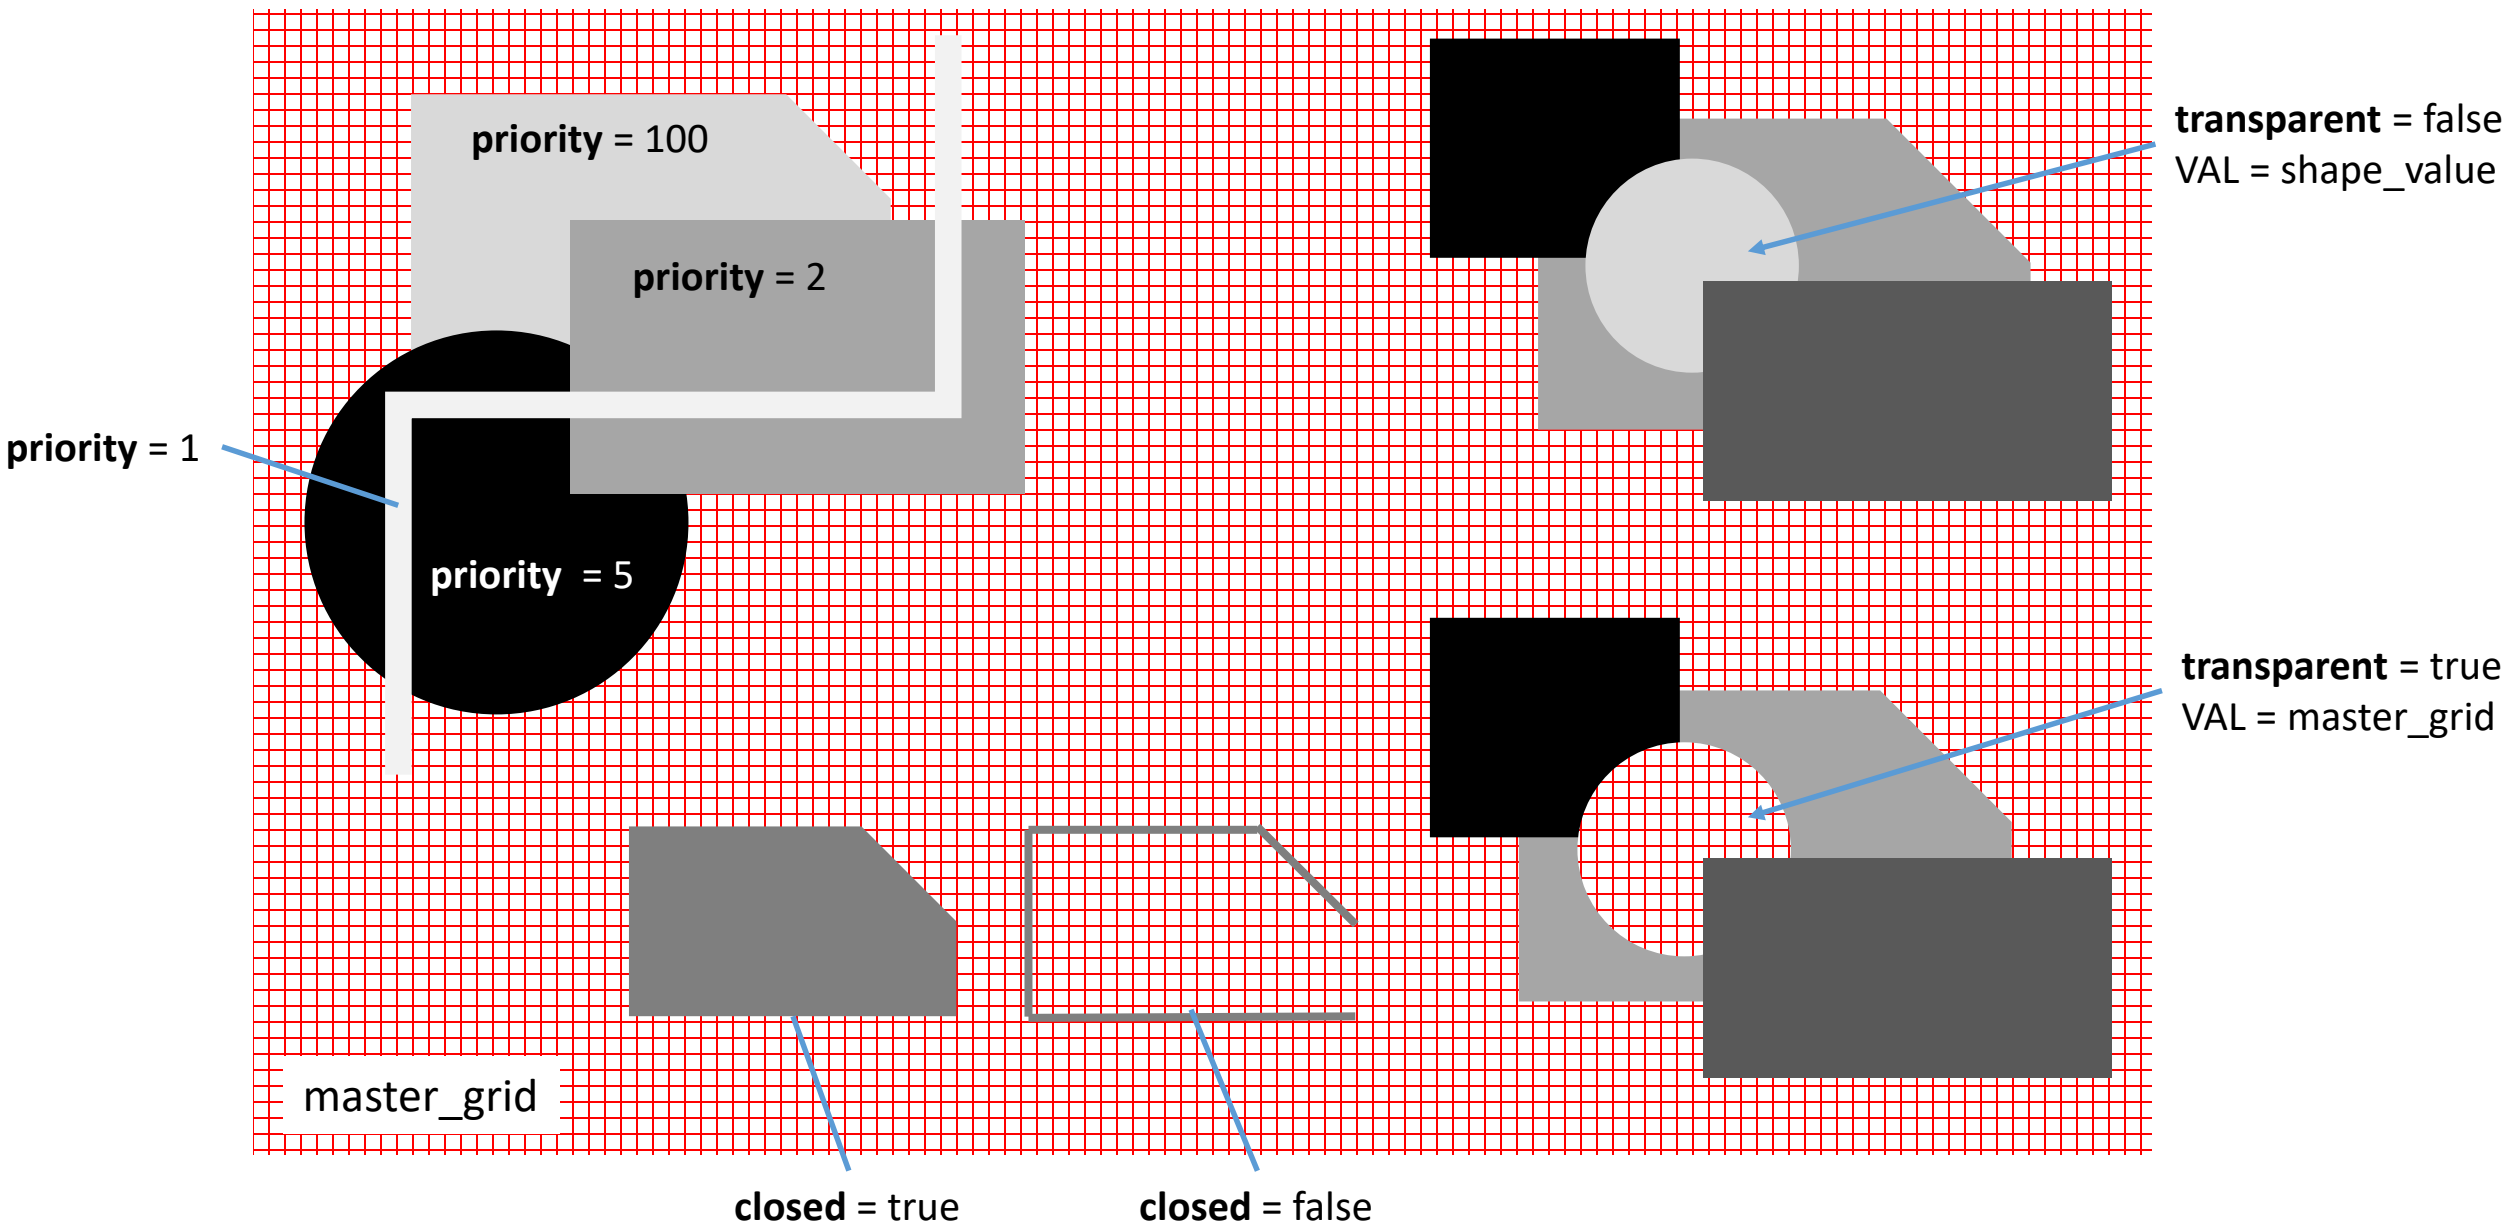 priority = 100
priority = 2
priority = 1
priority = 5
transparent = false
VAL = shape_value
transparent = true
VAL = master_grid
master_grid
closed = true
closed = false